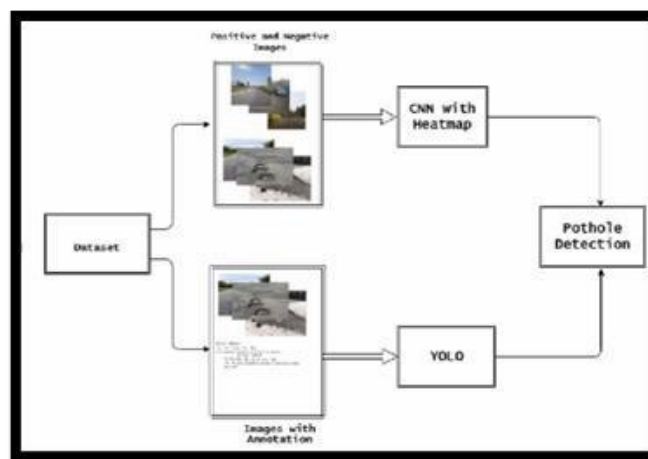 Positive and Negative
Images
CNN with
Heatmap
Dataset
Pothole
Detection
YOLO
Images with
Annotation